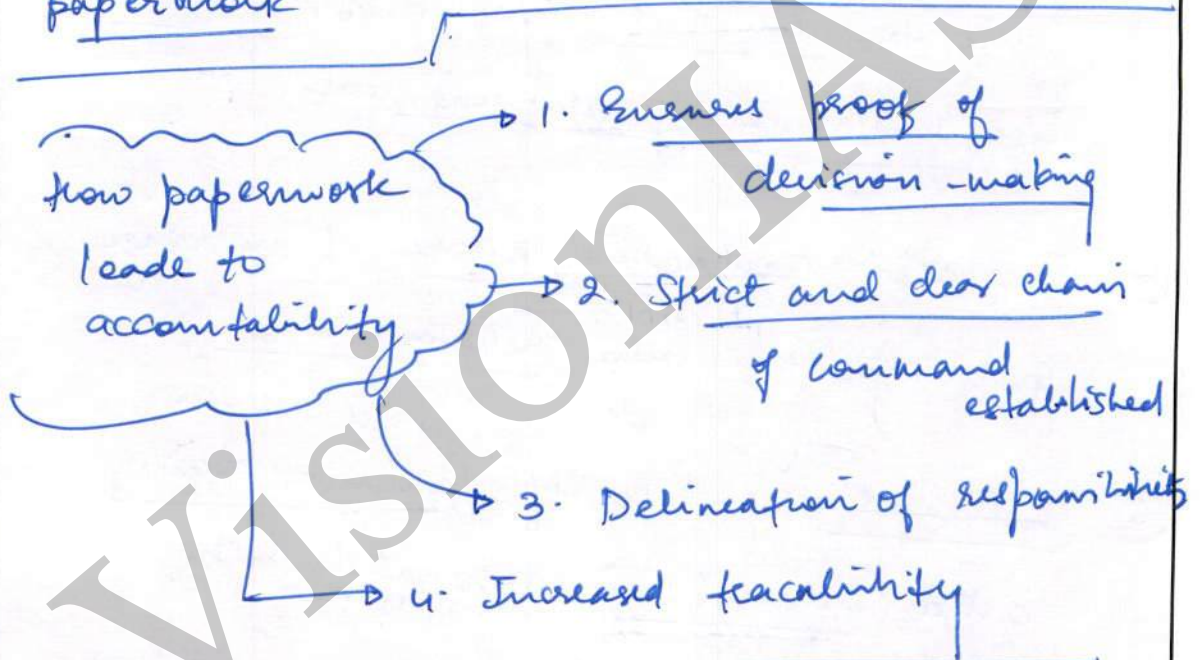 paperwork
how paperwork
leads to
accountability
1. Ensures proof of
decision-making
2. Strict and clear chain
of command
established
3. Delineation of responsibilities
4. Increased traceability
VisionIAS